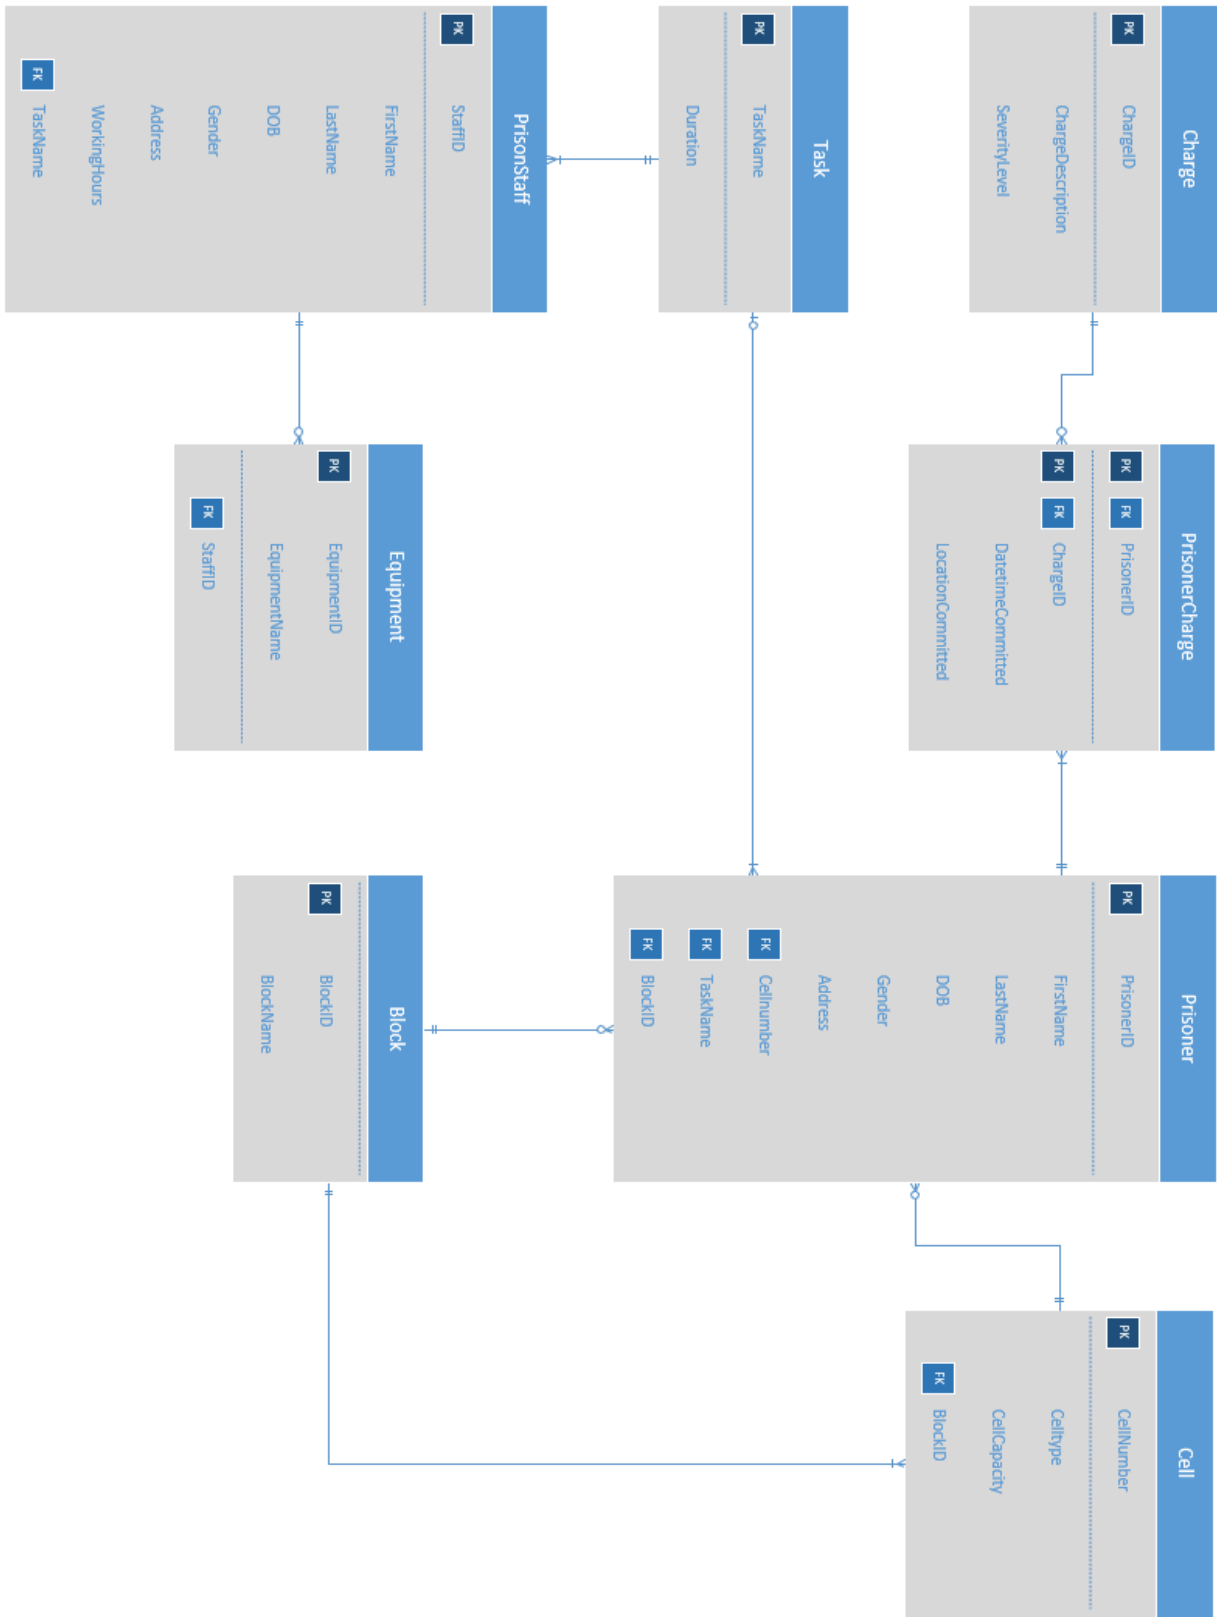 Charge
PK ChargeID
ChargeDescription
SeverityLevel
PrisonerCharge
PK FK PrisonerID
PK FK ChargeID
DatetimeCommitted
LocationCommitted
Prisoner
PK PrisonerID
FirstName
LastName
DOB
Gender
Address
FK Cellnumber
FK TaskName
FK BlockID
Cell
PK CellNumber
Celltype
CellCapacity
FK BlockID
Task
PK TaskName
Duration
PrisonStaff
PK StaffID
FirstName
LastName
DOB
Gender
Address
WorkingHours
FK TaskName
Equipment
PK EquipmentID
EquipmentName
FK StaffID
Block
PK BlockID
BlockName